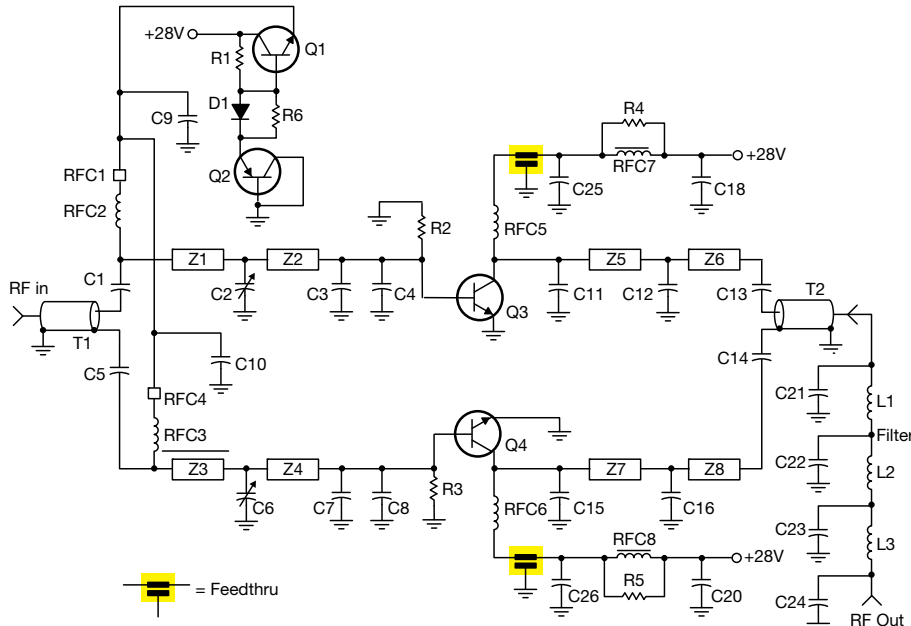 +28V
R1
Q1
D1
R6
C9
Q2
R4
RFC7
+28V
C25
C18
RFC1
RFC2
R2
RFC5
Z1
Z2
Z5
Z6
C1
C2
C3
C4
Q3
C11
C12
C13
T2
RF in
T1
C10
C14
C5
RFC4
C21
L1
RFC3
Q4
Filter
Z3
Z4
Z7
Z8
C22
L2
C6
C7
C8
R3
RFC6
C15
C16
C23
L3
RFC8
+28V
= Feedthru
C26
R5
C20
C24
RF Out